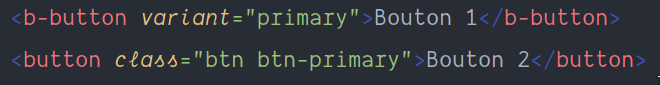 <b-button variant="primary">Bouton 1</b-button>
<button class="btn btn-primary">Bouton 2</button>